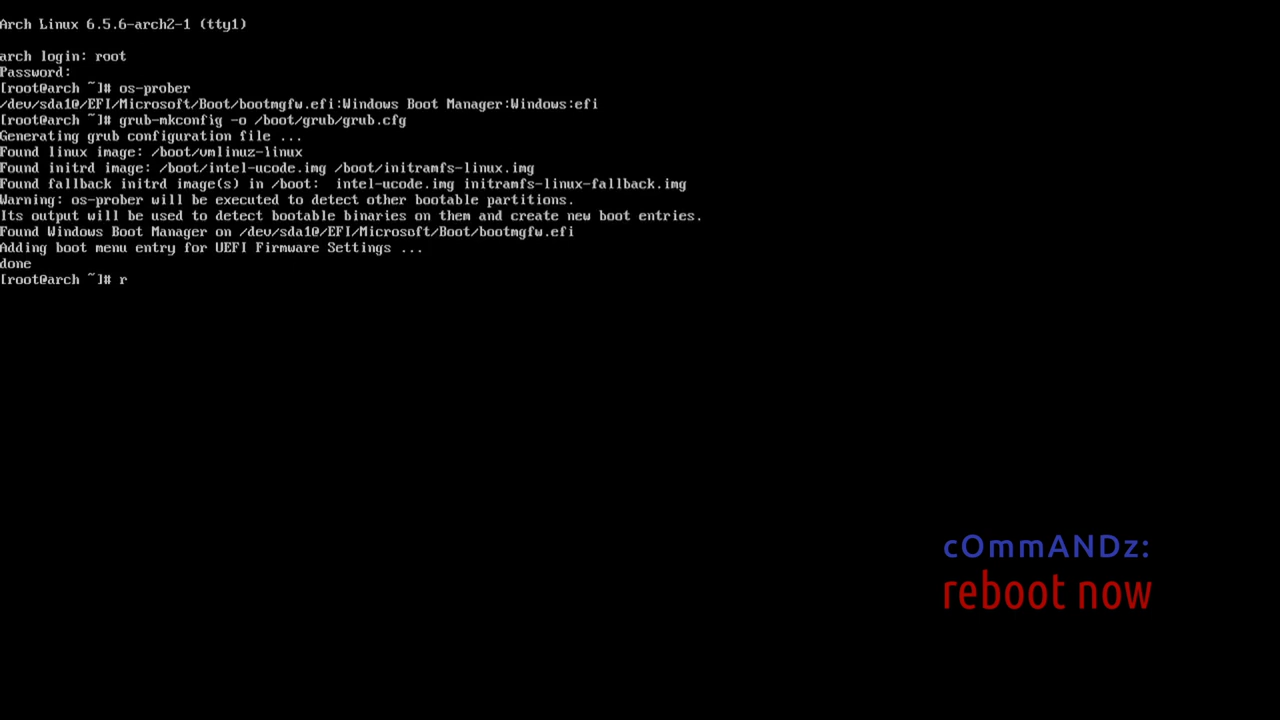 Arch Linux 6.5.6-arch2-1 (tty1)
arch login: root
Password:
[root@arch ~]# os-prober
/dev/sda1@/EFI/Microsoft/Boot/bootmgfw.efi:Windows Boot Manager:Windows:efi
[root@arch ~]# grub-mkconfig -o /boot/grub/grub.cfg
Generating grub configuration file ...
Found linux image: /boot/vmlinuz-linux
Found initrd image: /boot/intel-ucode.img /boot/initramfs-linux.img
Found fallback initrd image(s) in /boot:  intel-ucode.img initramfs-linux-fallback.img
Warning: os-prober will be executed to detect other bootable partitions.
Its output will be used to detect bootable binaries on them and create new boot entries.
Found Windows Boot Manager on /dev/sda1@/EFI/Microsoft/Boot/bootmgfw.efi
Adding boot menu entry for UEFI Firmware Settings ...
done
[root@arch ~]# r
cOmmANDz:
reboot now